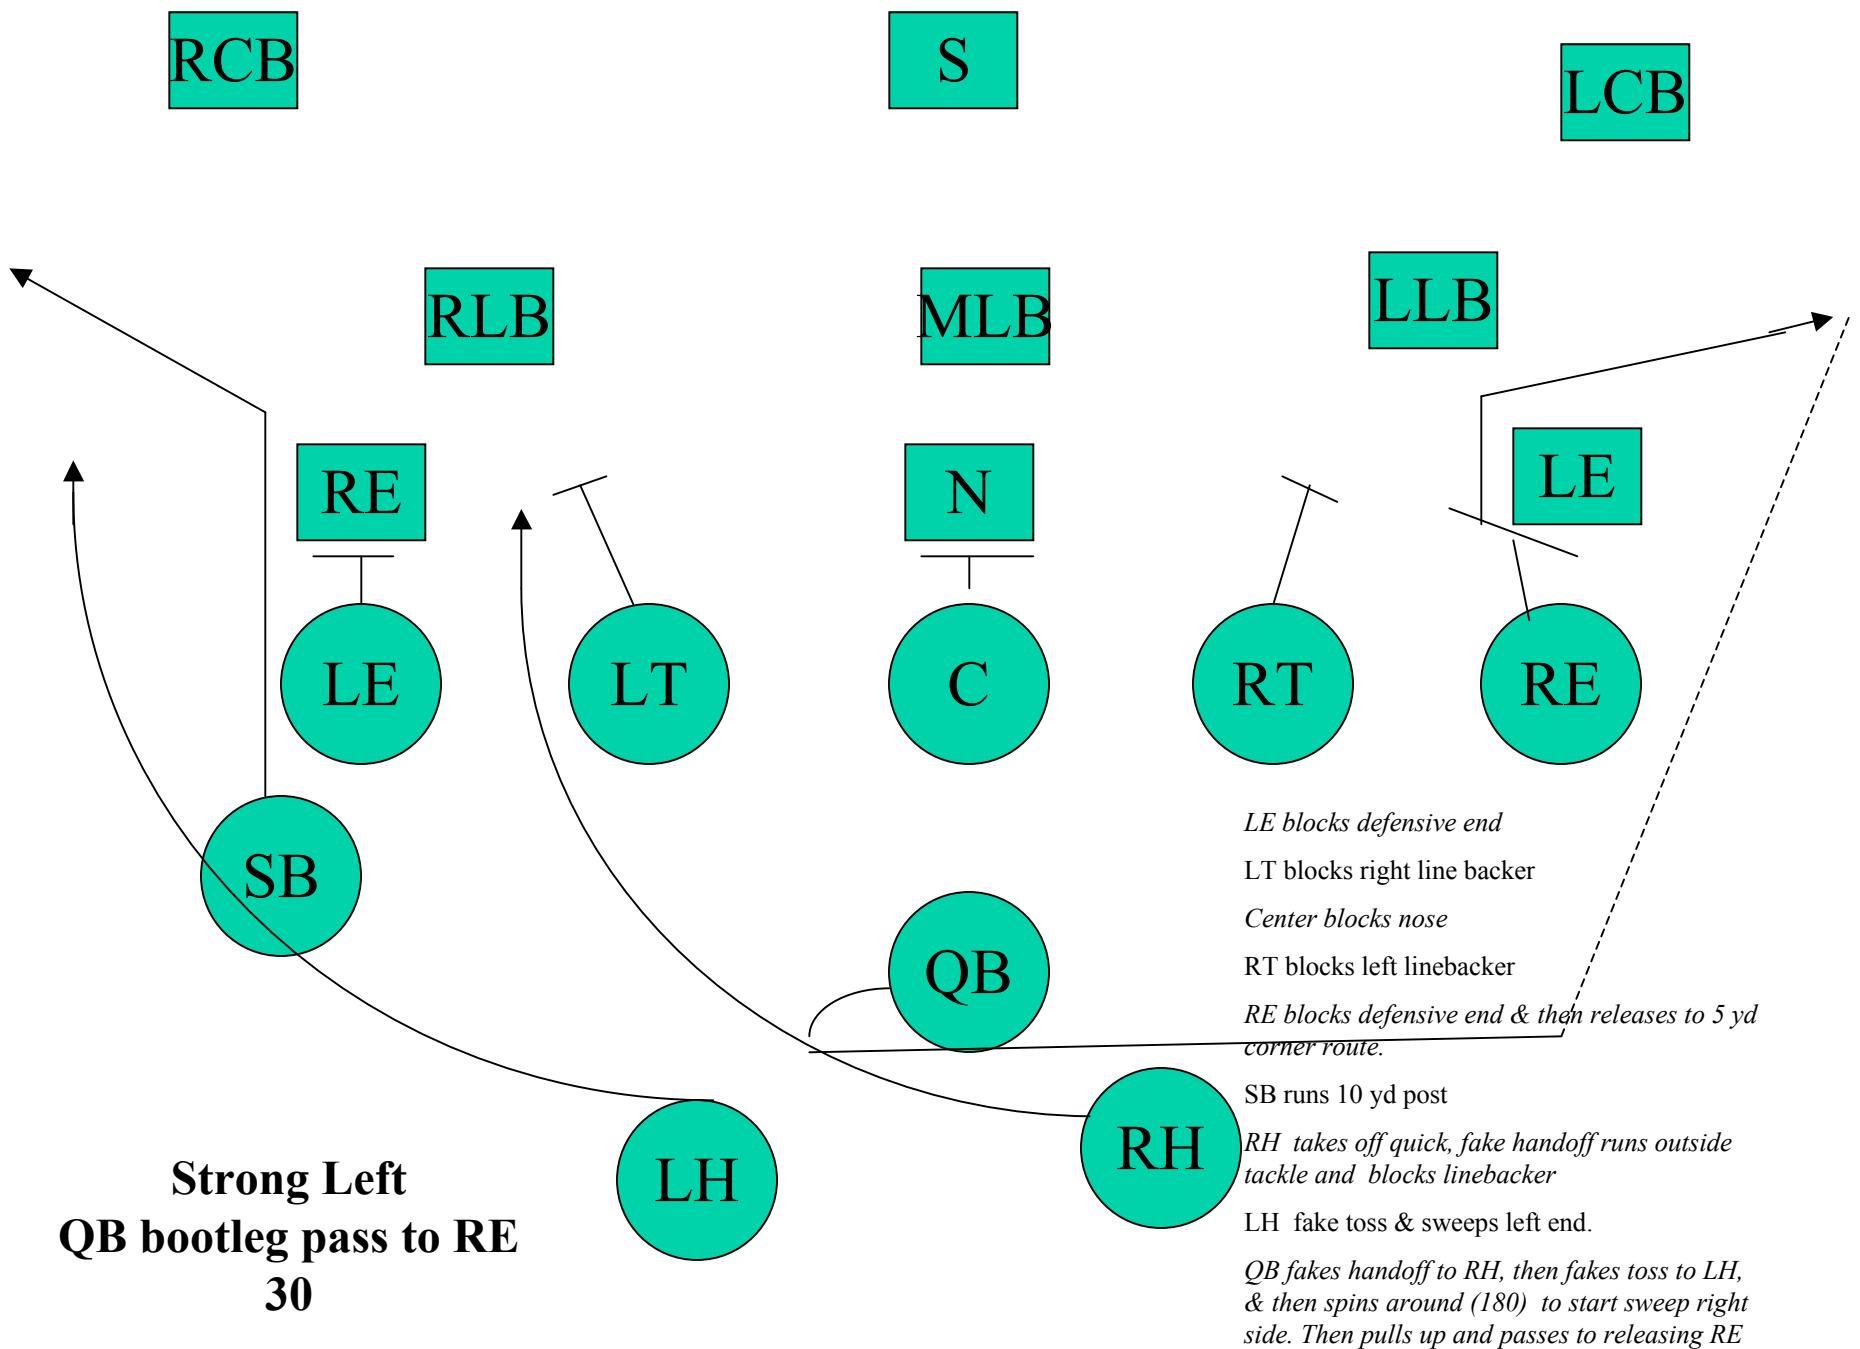 RCB
S
LCB
RLB
MLB
LLB
RE
N
LE
LE
LT
C
RT
RE
SB
QB
LH
RH
LE blocks defensive end
LT blocks right line backer
Center blocks nose
RT blocks left linebacker
RE blocks defensive end & then releases to 5 yd
corner route.
SB runs 10 yd post
RH takes off quick, fake handoff runs outside
tackle and blocks linebacker
LH fake toss & sweeps left end.
QB fakes handoff to RH, then fakes toss to LH,
& then spins around (180) to start sweep right
side. Then pulls up and passes to releasing RE
Strong Left
QB bootleg pass to RE
30